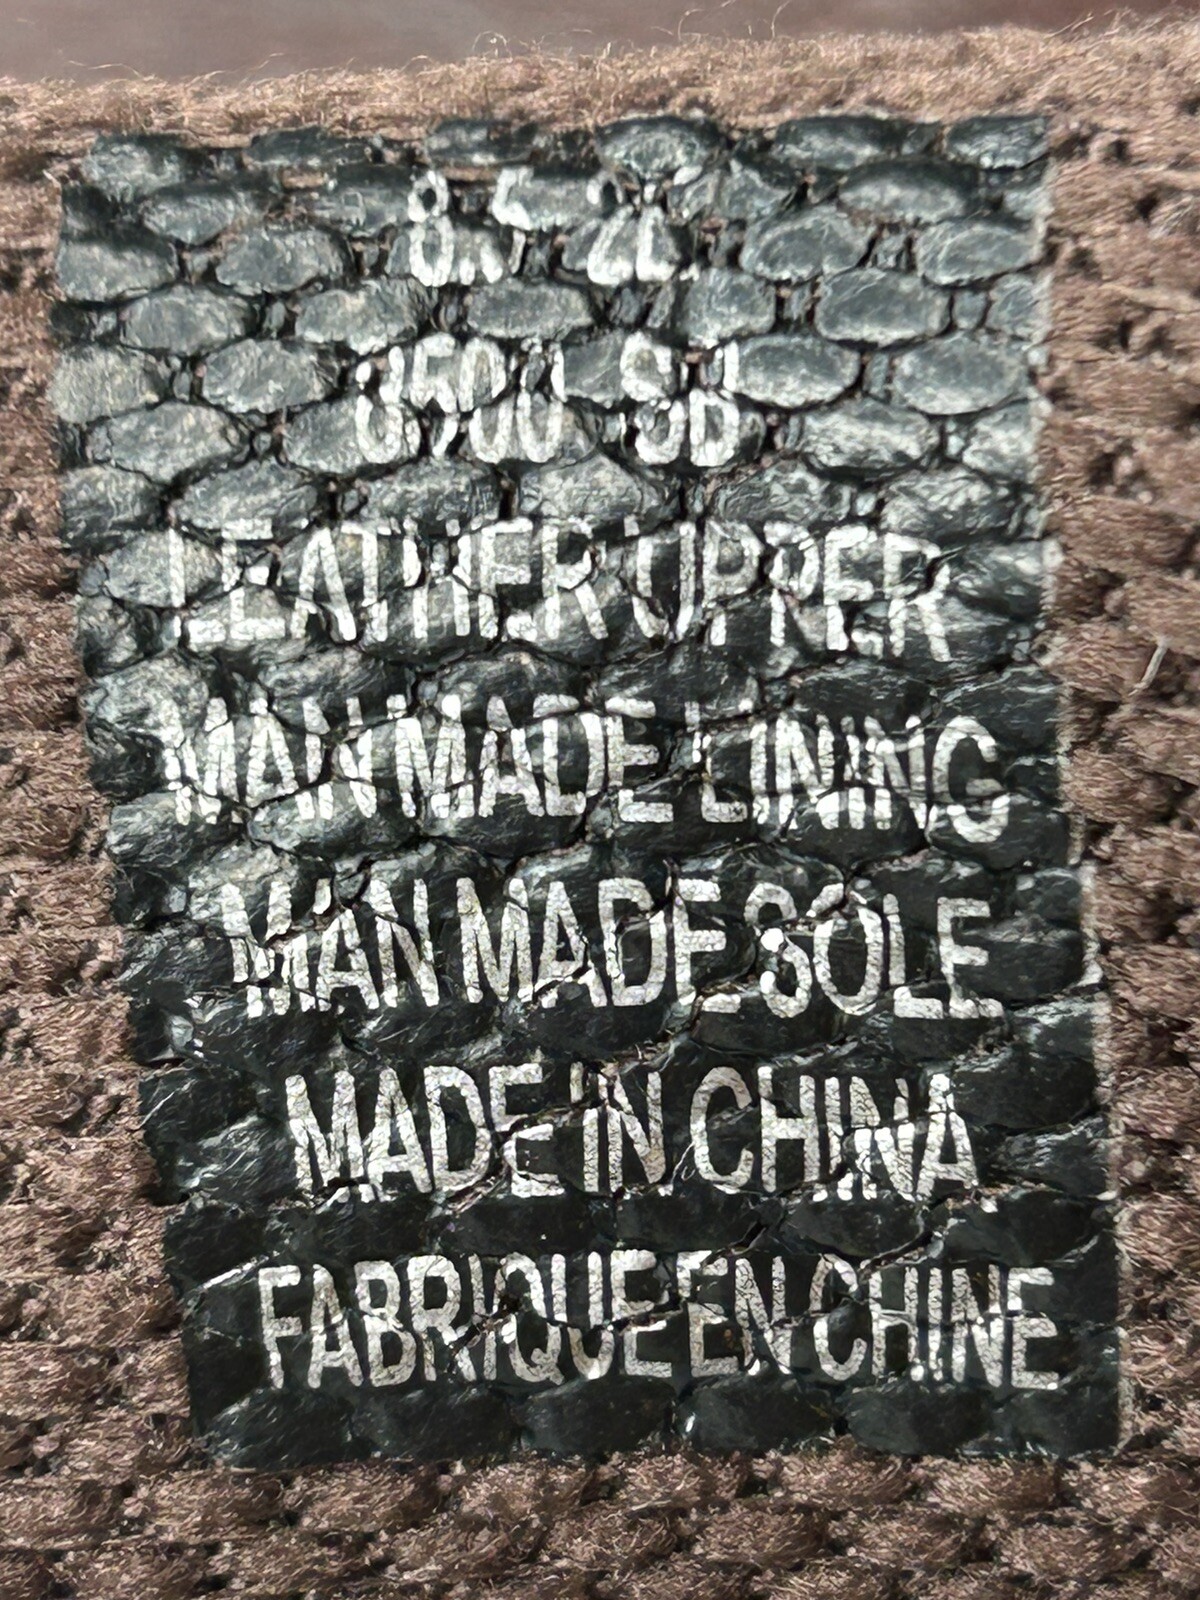 LEATHER UPPER
MAN MADE LINING
MAN MADE SOLE
MADE IN CHINA
FABRIQUE EN CHINE